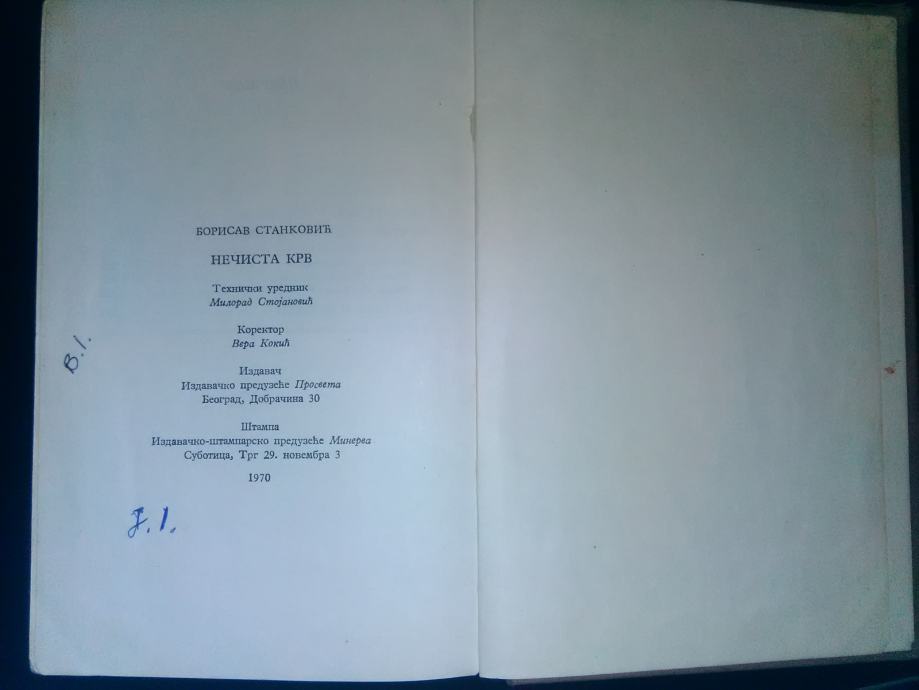 БОРИСАВ СТАНКОВИЋ
НЕЧИСТА КРВ
Технички уредник
Милорад Стојановић
Коректор
Вера Кокић
Издавач
Издавачко предузеће Просвета
Београд, Добрачина 30
Штампа
Издавачко-штампарско предузеће Минерва
Суботица, Трг 29. новембра 3
1970
В.І.
Ј.І.